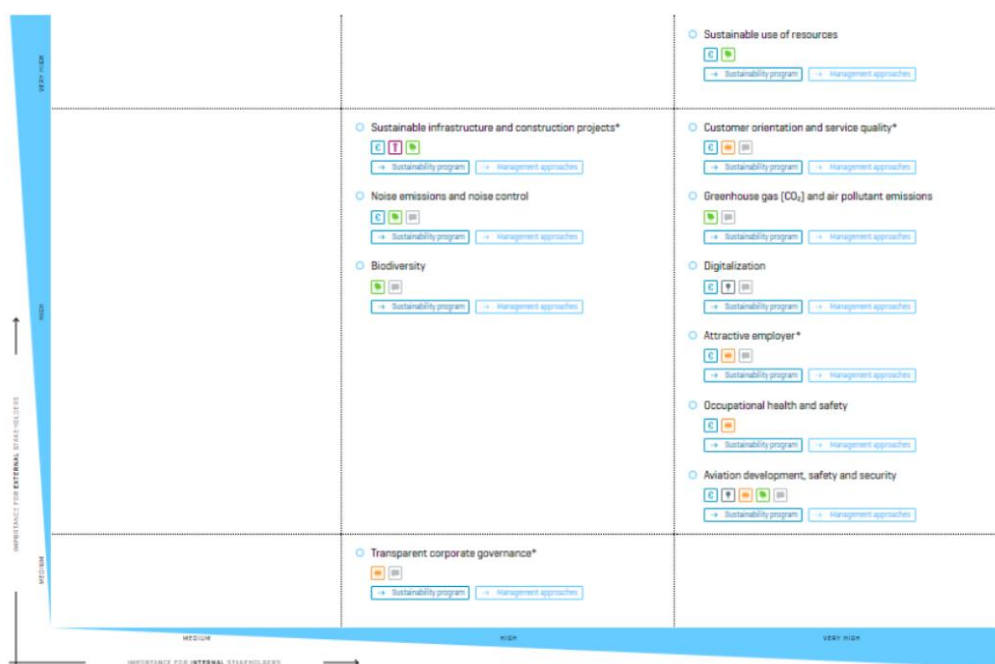 Sustainable use of resources
€
→ Sustainability program → Management approaches
VERY HIGH
Sustainable infrastructure and construction projects*
€
→ Sustainability program → Management approaches
Noise emissions and noise control
€
→ Sustainability program → Management approaches
Biodiversity
→ Sustainability program → Management approaches
Customer orientation and service quality*
€
→ Sustainability program → Management approaches
Greenhouse gas (CO₂) and air pollutant emissions
→ Sustainability program → Management approaches
Digitalization
€
→ Sustainability program → Management approaches
Attractive employer*
€
→ Sustainability program → Management approaches
Occupational health and safety
€
→ Sustainability program → Management approaches
Aviation development, safety and security
€
→ Sustainability program → Management approaches
HIGH
IMPORTANCE FOR EXTERNAL STAKEHOLDERS
Transparent corporate governance*
→ Sustainability program → Management approaches
MEDIUM
MEDIUM HIGH VERY HIGH
IMPORTANCE FOR INTERNAL STAKEHOLDERS